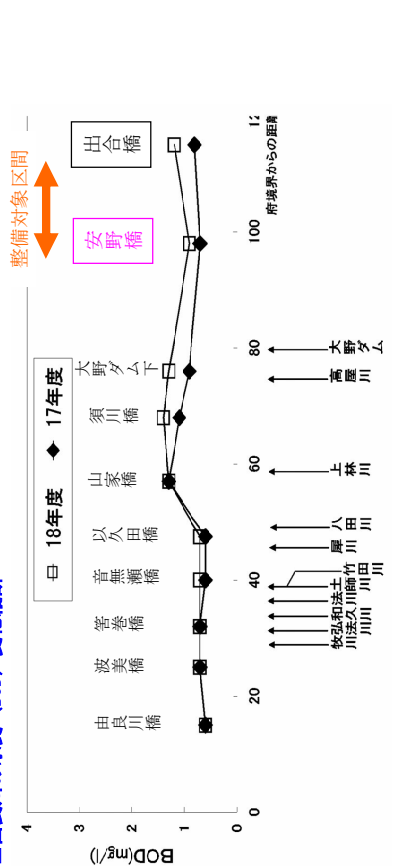 整備対象区間
出合橋
安野橋
18年度
17年度
大野ダム下
須川橋
山家橋
以久田橋
音無瀬橋
筈巻橋
波美橋
由良川橋
BOD(mg/l)
4
3
2
1
0
0
20
40
60
80
100
12
府境界からの距離
大野ダム
高屋川
上林川
八田川
犀川
竹田川
土師川
法川
和久川
弘法川
牧川